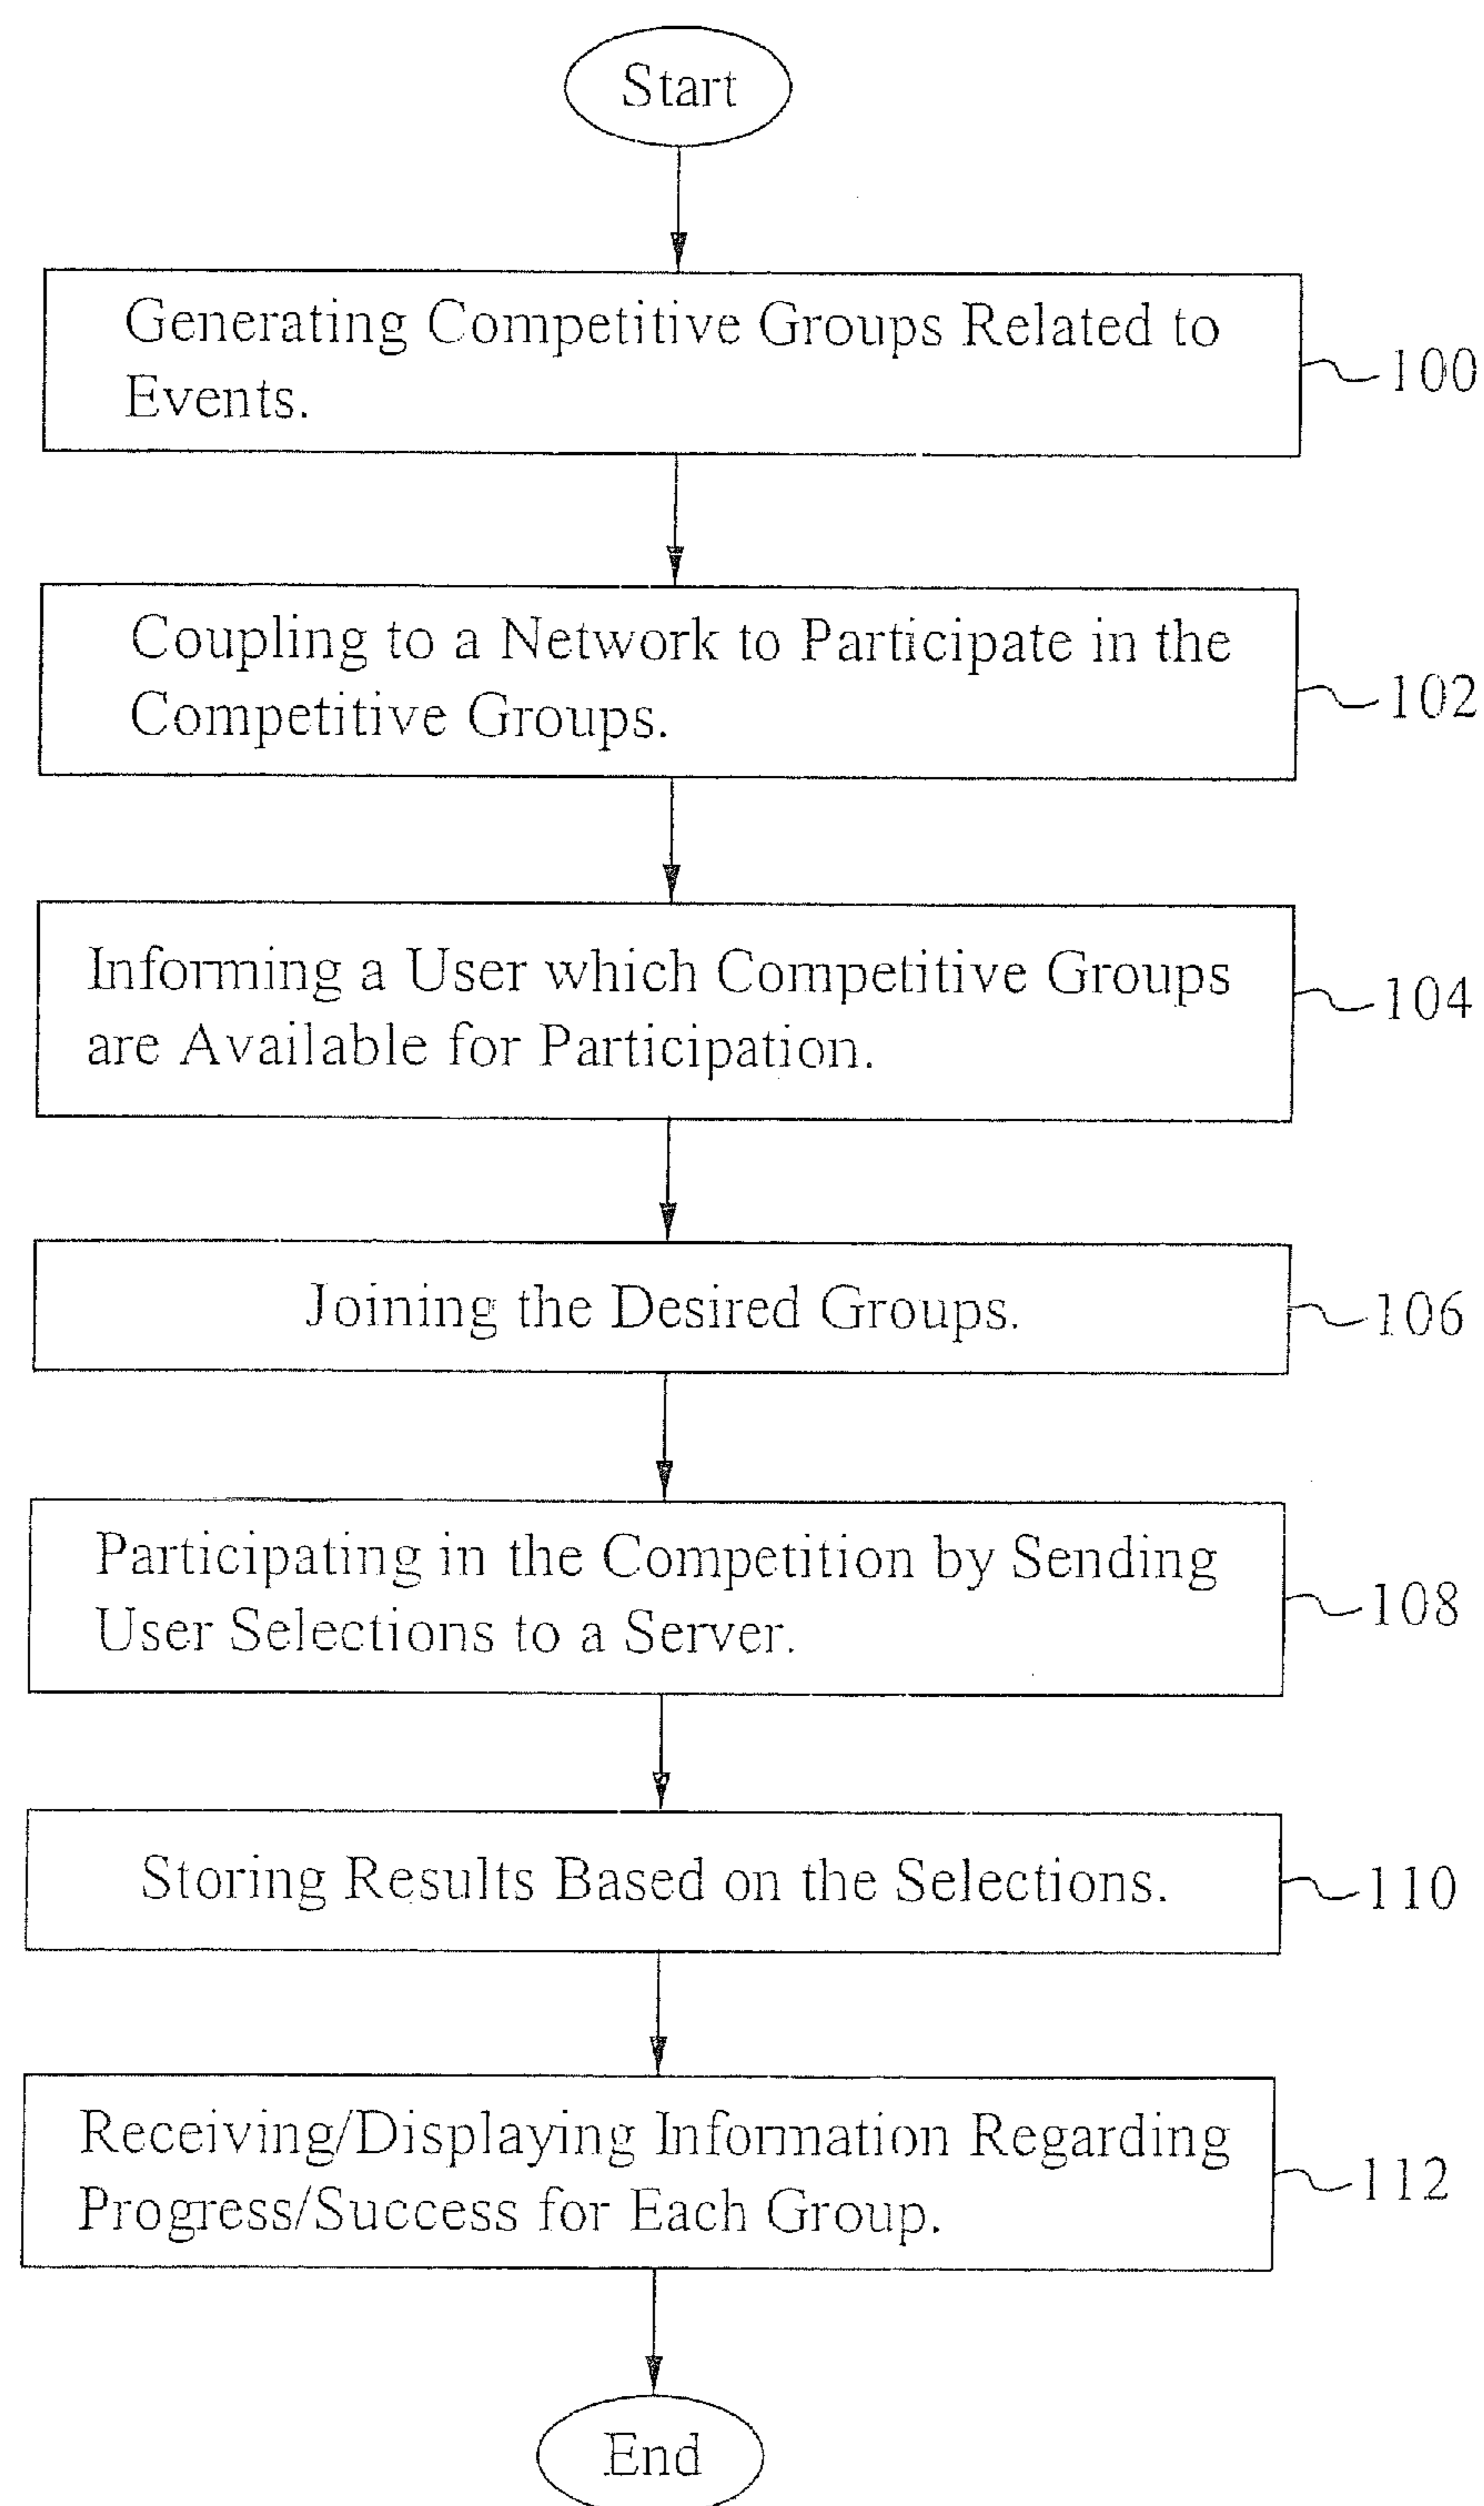 Start
Generating Competitive Groups Related to
Events.
100
Coupling to a Network to Participate in the
Competitive Groups.
102
Informing a User which Competitive Groups
are Available for Participation.
104
Joining the Desired Groups.
106
Participating in the Competition by Sending
User Selections to a Server.
108
Storing Results Based on the Selections.
110
Receiving/Displaying Information Regarding
Progress/Success for Each Group.
112
End